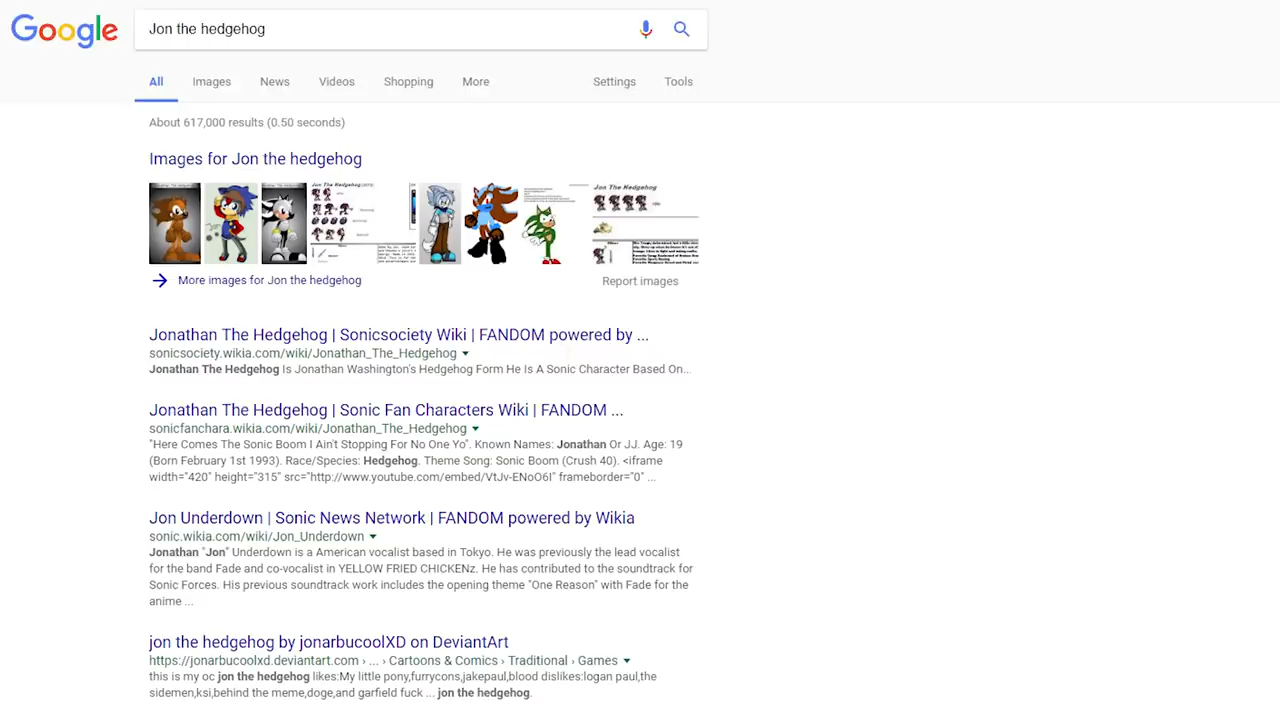 Google
Jon the hedgehog
All Images News Videos Shopping More Settings Tools
About 617,000 results (0.50 seconds)
Images for Jon the hedgehog
Jon The Hedgehog
Jon The Hedgehog
More images for Jon the hedgehog
Report images
Jonathan The Hedgehog | Sonicsociety Wiki | FANDOM powered by ...
sonicsociety.wikia.com/wiki/Jonathan_The_Hedgehog
Jonathan The Hedgehog Is Jonathan Washington's Hedgehog Form He Is A Sonic Character Based On...
Jonathan The Hedgehog | Sonic Fan Characters Wiki | FANDOM ...
sonicfanchara.wikia.com/wiki/Jonathan_The_Hedgehog
"Here Comes The Sonic Boom I Ain't Stopping For No One Yo". Known Names: Jonathan Or JJ. Age: 19
(Born February 1st 1993). Race/Species: Hedgehog. Theme Song: Sonic Boom (Crush 40). <iframe
width="420" height="315" src="http://www.youtube.com/embed/VtJv-ENoO6I" frameborder="0" ...
Jon Underdown | Sonic News Network | FANDOM powered by Wikia
sonic.wikia.com/wiki/Jon_Underdown
Jonathan "Jon" Underdown is a American vocalist based in Tokyo. He was previously the lead vocalist
for the band Fade and co-vocalist in YELLOW FRIED CHICKENz. He has contributed to the soundtrack for
Sonic Forces. His previous soundtrack work includes the opening theme "One Reason" with Fade for the
anime ...
jon the hedgehog by jonarbucoolXD on DeviantArt
https://jonarbucoolxd.deviantart.com › ... › Cartoons & Comics › Traditional › Games
this is my oc jon the hedgehog likes:My little pony,furrycons,jakepaul,blood dislikes:logan paul,the
sidemen,ksi,behind the meme,doge,and garfield fuck ... jon the hedgehog.